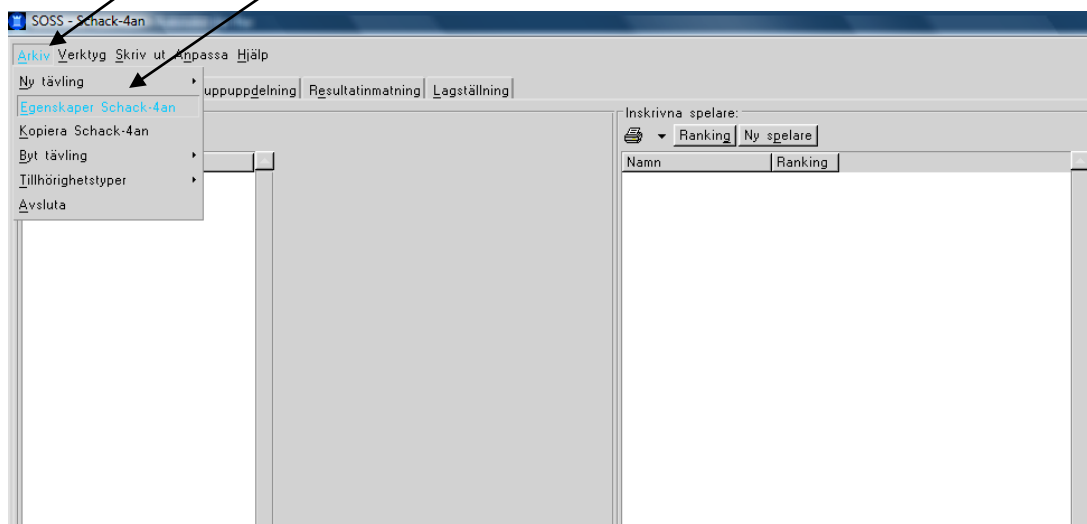 SOSS - Schack-4an
Arkiv Verktyg Skriv ut Anpassa Hjälp
Ny tävling
Egenskaper Schack-4an
Kopiera Schack-4an
Byt tävling
Tillhörighetstyper
Avsluta
uppuppdelning Resultatinmatning Lagställning
Inskrivna spelare:
Ranking Ny spelare
Namn Ranking